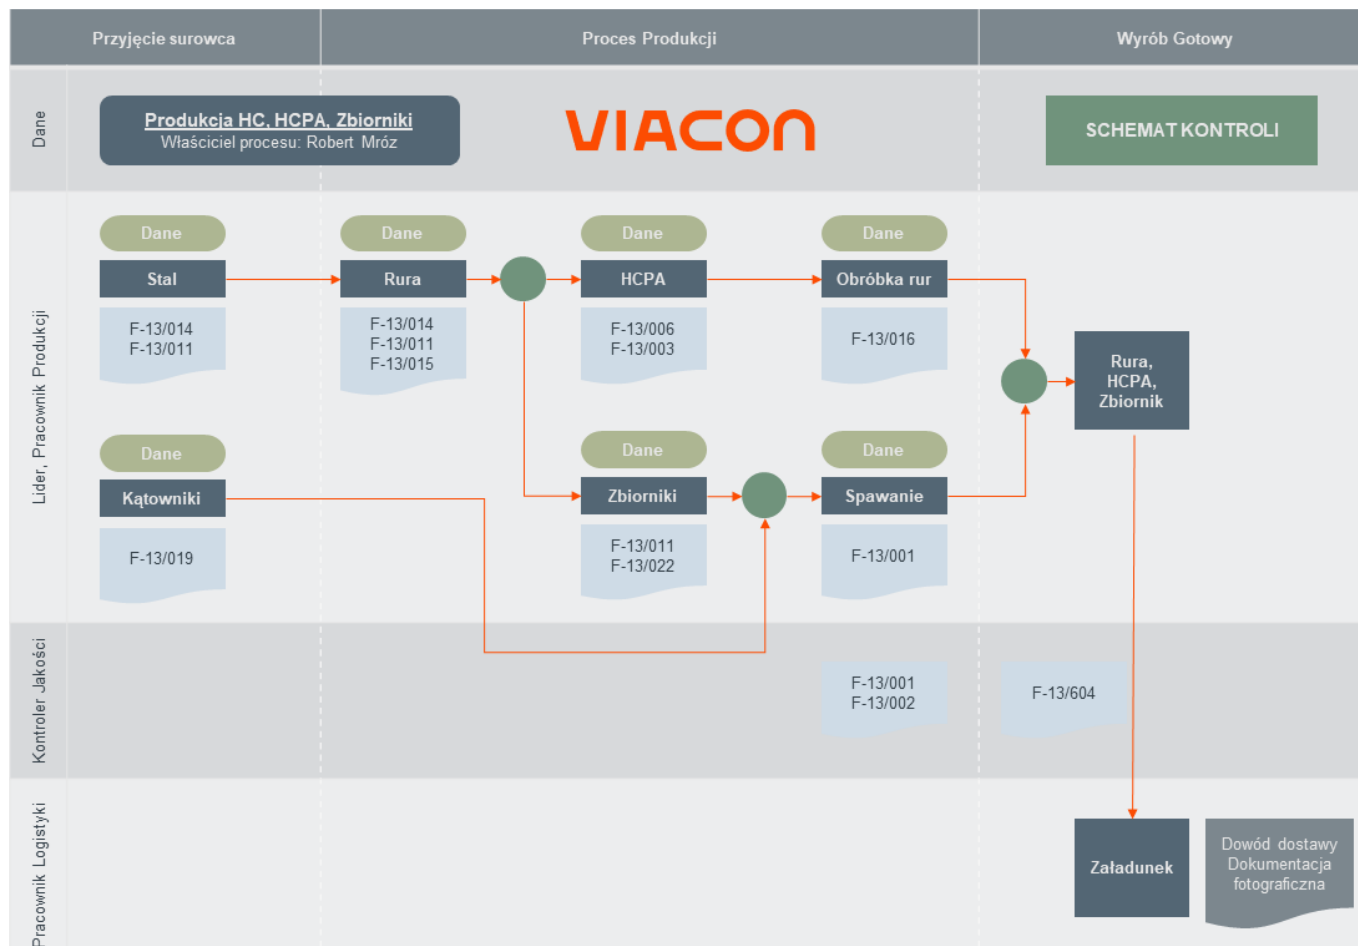 Przyjęcie surowca
Proces Produkcji
Wyrób Gotowy
Dane
Produkcja HC, HCPA, Zbiorniki
Właściciel procesu: Robert Mróz
VIACON
SCHEMAT KONTROLI
Lider, Pracownik Produkcji
Dane
Stal
F-13/014
F-13/011
Dane
Rura
F-13/014
F-13/011
F-13/015
Dane
HCPA
F-13/006
F-13/003
Dane
Obróbka rur
F-13/016
Rura,
HCPA,
Zbiornik
Dane
Kątowniki
F-13/019
Dane
Zbiorniki
F-13/011
F-13/022
Dane
Spawanie
F-13/001
Kontroler Jakości
F-13/001
F-13/002
F-13/604
Pracownik Logistyki
Załadunek
Dowód dostawy
Dokumentacja
fotograficzna